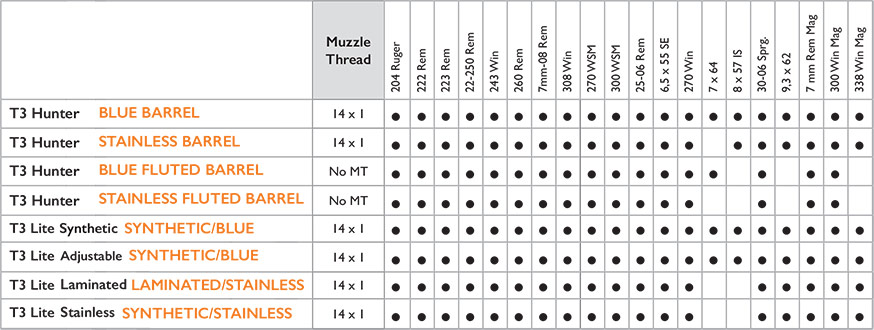 Muzzle Thread 204 Ruger 222 Rem 223 Rem 22-250 Rem 243 Win 260 Rem 7mm-08 Rem 308 Win 270 WSM 300 WSM 25-06 Rem 6,5 x 55 SE 270 Win 7 x 64 8 x 57 IS 30-06 Sprg. 9,3 x 62 7 mm Rem Mag 300 Win Mag 338 Win Mag
T3 Hunter BLUE BARREL 14 x 1 ● ● ● ● ● ● ● ● ● ● ● ● ● ● ● ● ● ● ● ●
T3 Hunter STAINLESS BARREL 14 x 1 ● ● ● ● ● ● ● ● ● ● ● ● ● ● ● ● ● ● ●
T3 Hunter BLUE FLUTED BARREL No MT ● ● ● ● ● ● ● ● ● ● ● ● ● ● ● ● ●
T3 Hunter STAINLESS FLUTED BARREL No MT ● ● ● ● ● ● ● ● ● ● ● ● ● ● ● ●
T3 Lite Synthetic SYNTHETIC/BLUE 14 x 1 ● ● ● ● ● ● ● ● ● ● ● ● ● ● ● ● ● ● ● ●
T3 Lite Adjustable SYNTHETIC/BLUE 14 x 1 ● ● ● ● ● ● ● ● ● ● ● ● ● ● ● ● ● ● ● ●
T3 Lite Laminated LAMINATED/STAINLESS 14 x 1 ● ● ● ● ● ● ● ● ● ● ● ● ● ● ● ● ● ●
T3 Lite Stainless SYNTHETIC/STAINLESS 14 x 1 ● ● ● ● ● ● ● ● ● ● ● ● ● ● ● ● ● ●